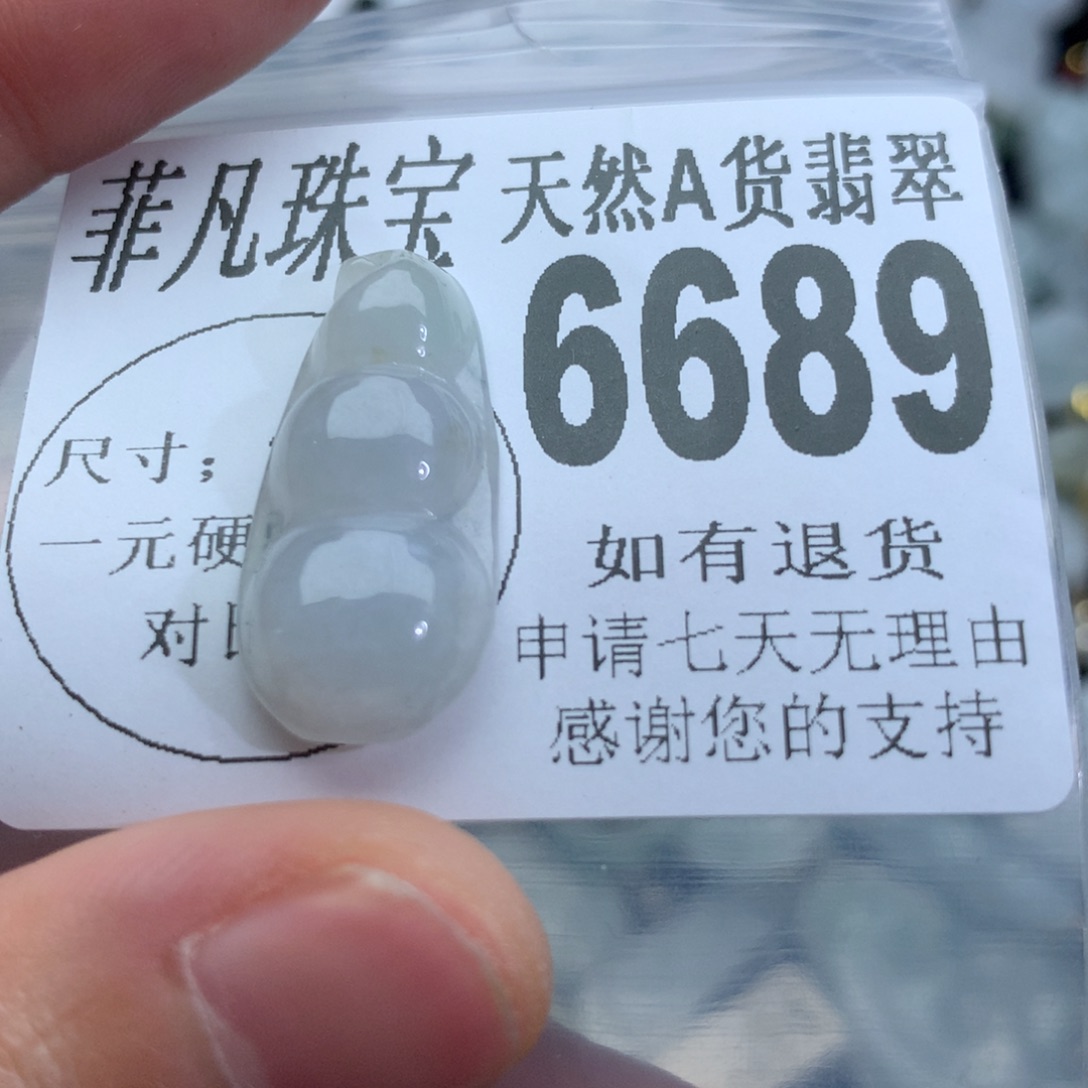 菲凡珠宝 天然A货翡翠
6689
尺寸；
一元硬
对
如有退货
申请七天无理由
感谢您的支持